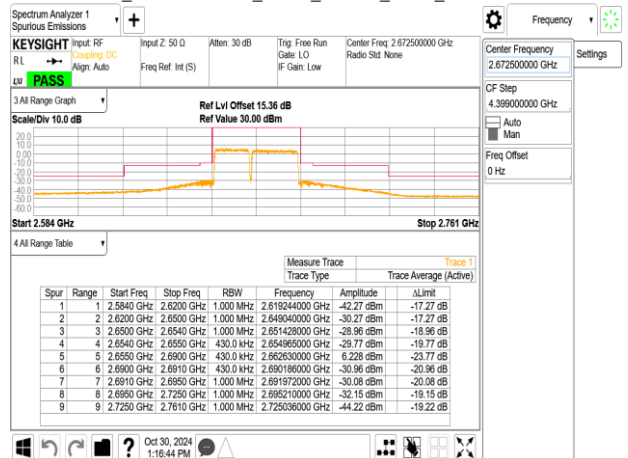 Spectrum Analyzer 1
Spurious Emissions
Frequency
KEYSIGHT Input: RF Input Z: 50 Ω Atten: 30 dB Trig: Free Run Center Freq: 2.672500000 GHz
RL Coupling: DC Gate: LO Radio Std: None
Align: Auto Freq Ref: Int (S) IF Gain: Low
LXI PASS
Center Frequency
2.672500000 GHz
Settings
CF Step
4.399000000 GHz
Auto
Man
Freq Offset
0 Hz
3 All Range Graph
Ref Lvl Offset 15.36 dB
Scale/Div 10.0 dB Ref Value 30.00 dBm
20.0
10.0
0.00
-10.0
-20.0
-30.0
-40.0
-50.0
-60.0
Start 2.584 GHz Stop 2.761 GHz
4 All Range Table
Measure Trace Trace 1
Trace Type Trace Average (Active)
Spur Range Start Freq Stop Freq RBW Frequency Amplitude ΔLimit
1 1 2.5840 GHz 2.6200 GHz 1.000 MHz 2.619244000 GHz -42.27 dBm -17.27 dB
2 2 2.6200 GHz 2.6500 GHz 1.000 MHz 2.649040000 GHz -30.27 dBm -17.27 dB
3 3 2.6500 GHz 2.6540 GHz 1.000 MHz 2.651428000 GHz -28.96 dBm -18.96 dB
4 4 2.6540 GHz 2.6550 GHz 430.0 kHz 2.654965000 GHz -29.77 dBm -19.77 dB
5 5 2.6550 GHz 2.6900 GHz 430.0 kHz 2.662630000 GHz 6.228 dBm -23.77 dB
6 6 2.6900 GHz 2.6910 GHz 430.0 kHz 2.690186000 GHz -30.96 dBm -20.96 dB
7 7 2.6910 GHz 2.6950 GHz 1.000 MHz 2.691972000 GHz -30.08 dBm -20.08 dB
8 8 2.6950 GHz 2.7250 GHz 1.000 MHz 2.695210000 GHz -32.15 dBm -19.15 dB
9 9 2.7250 GHz 2.7610 GHz 1.000 MHz 2.725036000 GHz -44.22 dBm -19.22 dB
Oct 30, 2024
1:16:44 PM